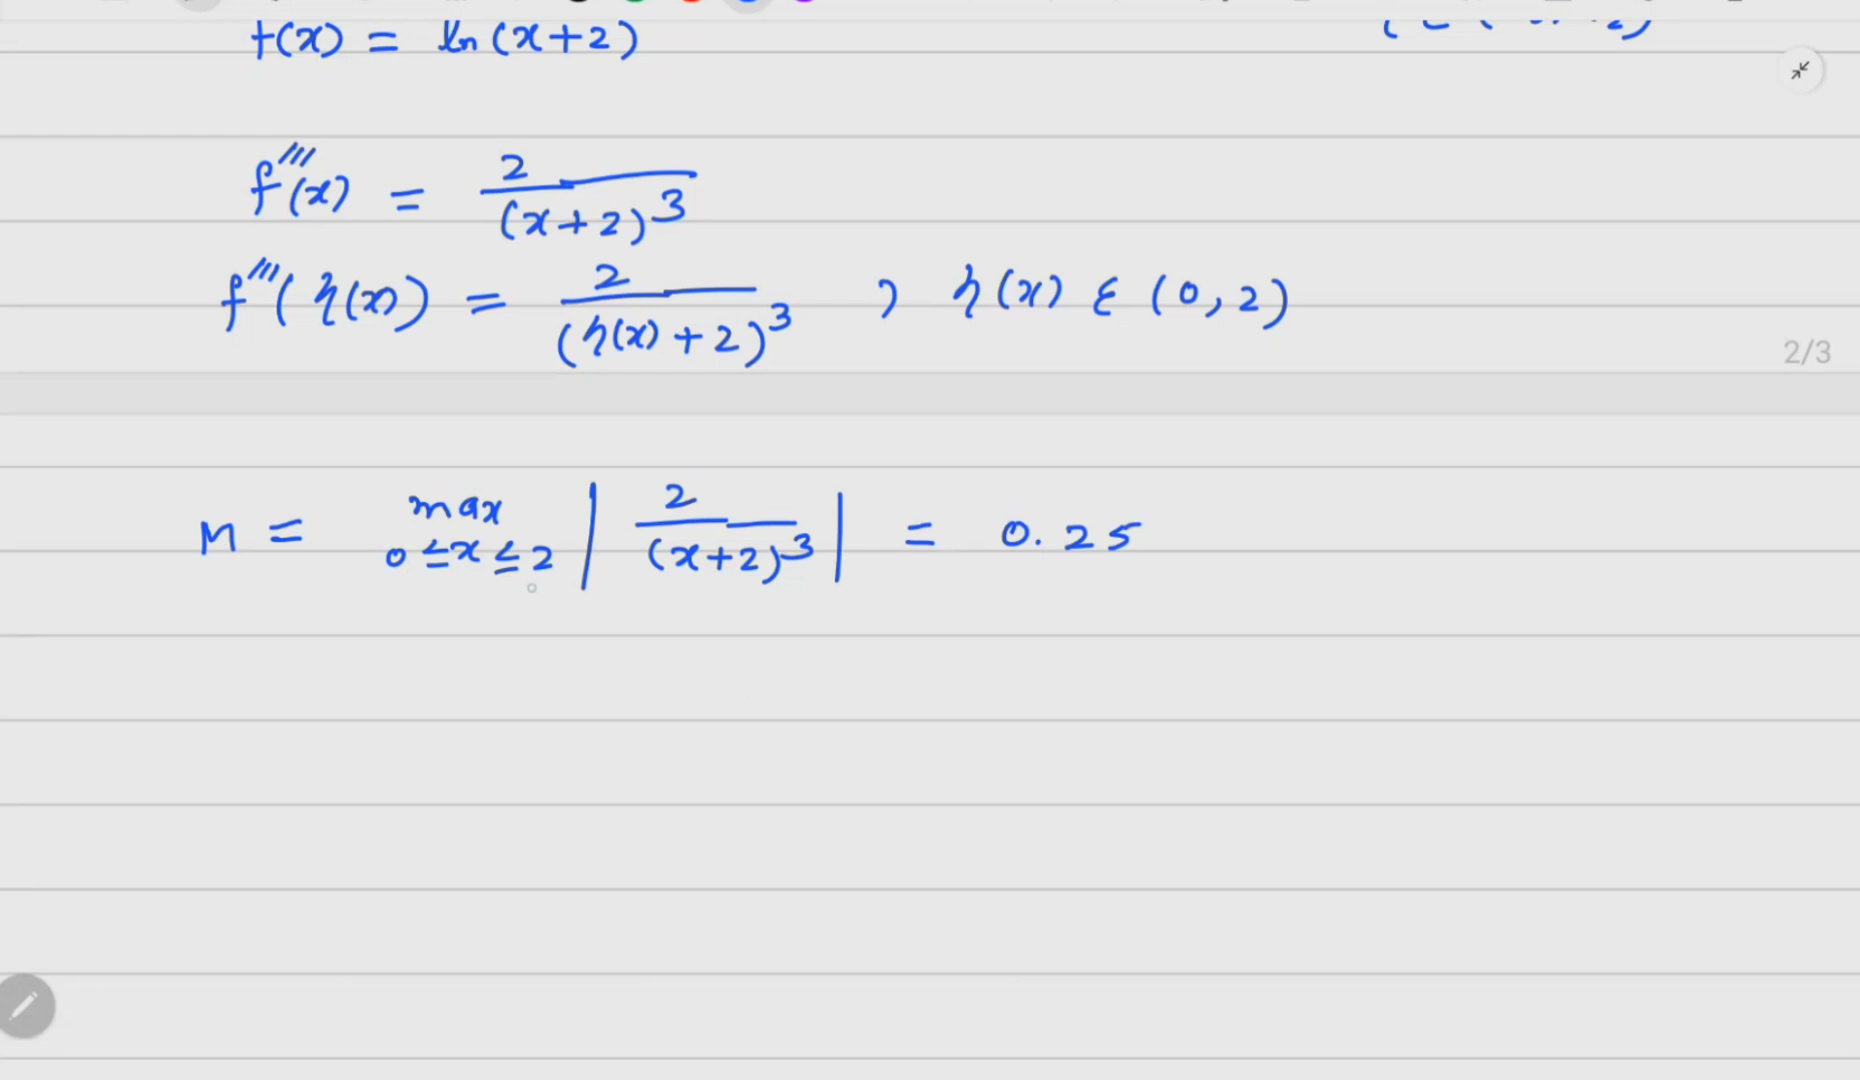 f(x) = ln(x+2)
f'''(x) = 2/(x+2)^3
f'''(η(x)) = 2/(η(x)+2)^3 , η(x) ε (0,2)
2/3
M = max 0≤x≤2 | 2/(x+2)^3 | = 0.25